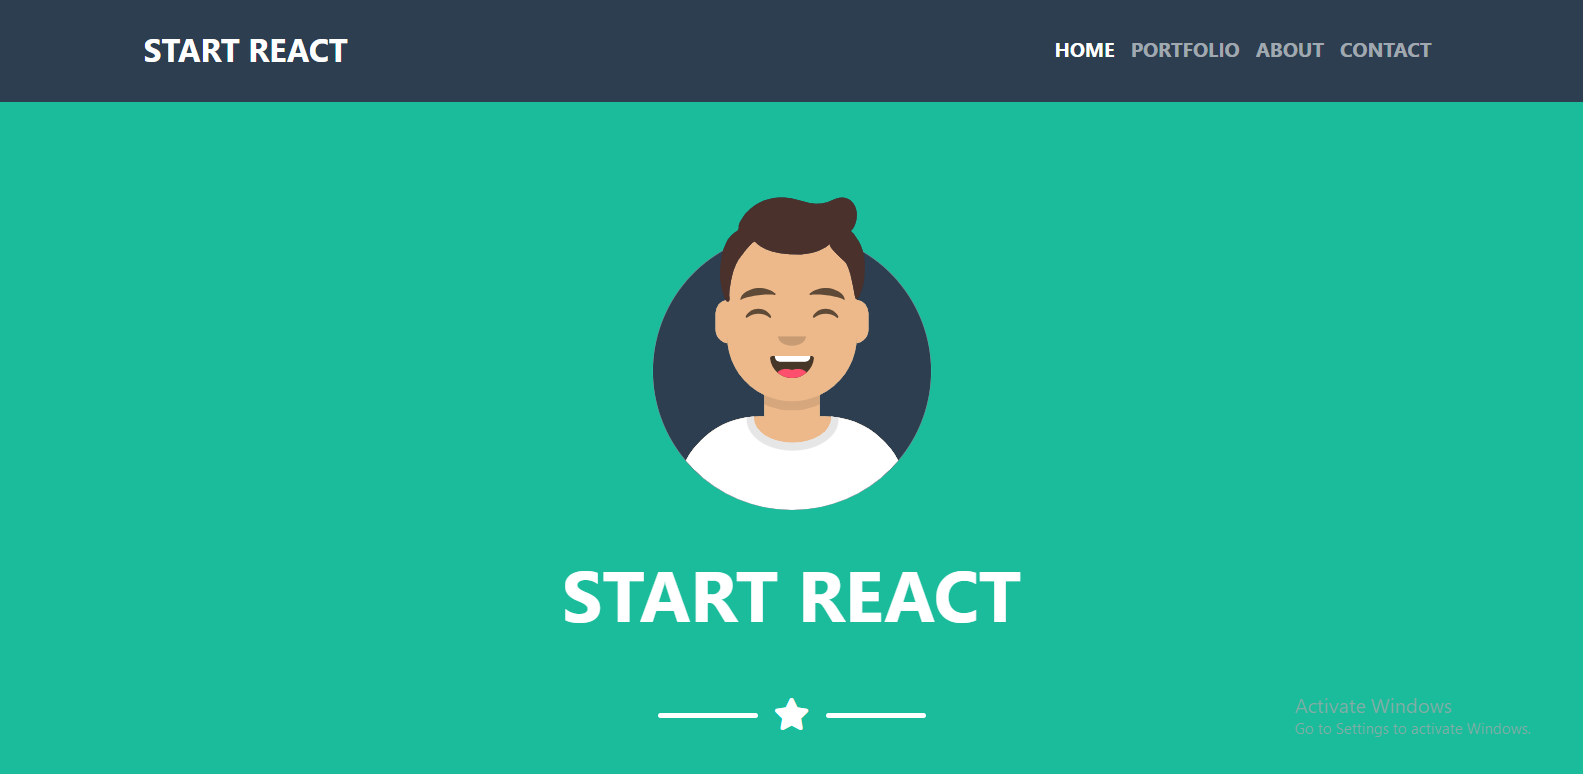 START REACT
HOME PORTFOLIO ABOUT CONTACT
START REACT
Activate Windows
Go to Settings to activate Windows.